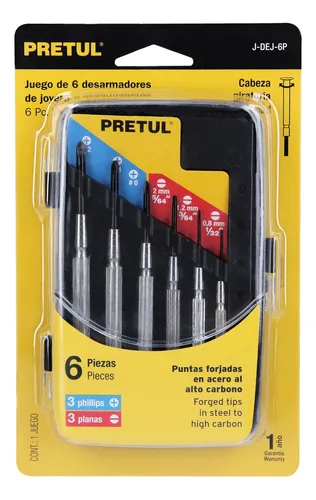 PRETUL®
J-DEJ-6P
Juego de 6 desarmadores
de joyero
6 Pc.
Cabeza
giratoria
PRETUL®
# 0
2 mm
5⁄64"
1.2 mm
3⁄64"
0.8 mm
1⁄32"
6 Piezas
Pieces
3 phillips
3 planas
Puntas forjadas
en acero al
alto carbono
Forged tips
in steel to
high carbon
CONT.: 1 JUEGO
1 año
Garantía
Warranty